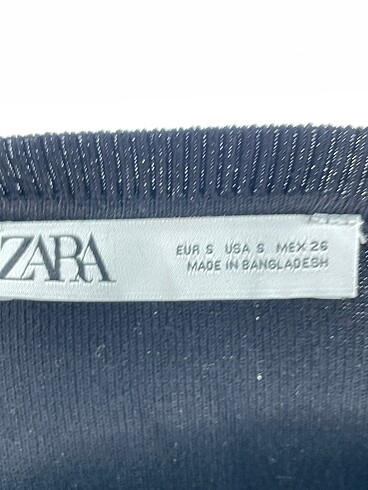 ZARA
EUR S USA S MEX 26
MADE IN BANGLADESH